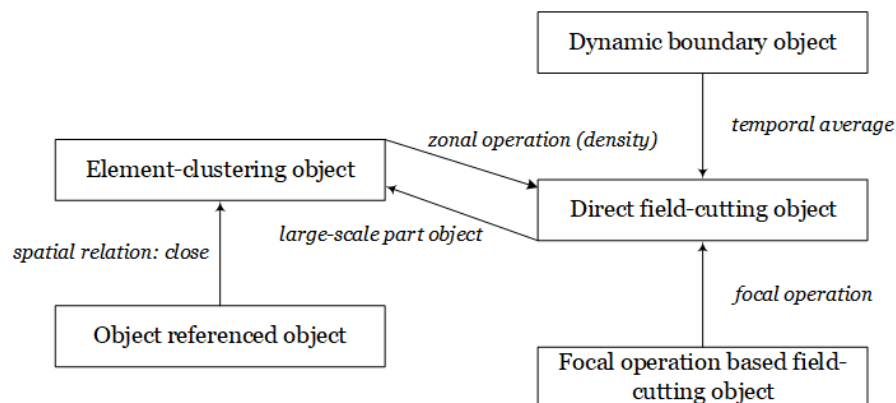 Dynamic boundary object
zonal operation (density)
temporal average
Element-clustering object
Direct field-cutting object
large-scale part object
spatial relation: close
focal operation
Object referenced object
Focal operation based field-
cutting object